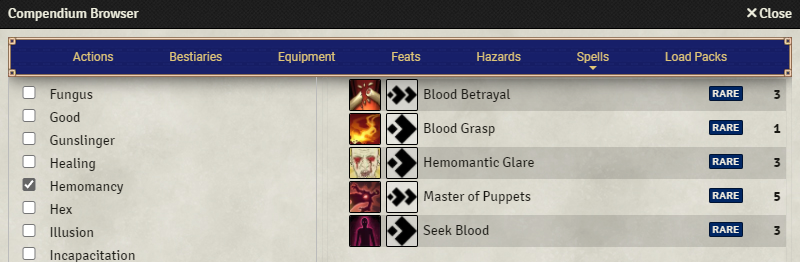 Compendium Browser
Close
Actions Bestiaries Equipment Feats Hazards Spells Load Packs
Fungus
Good
Gunslinger
Healing
Hemomancy
Hex
Illusion
Incapacitation
Blood Betrayal RARE 3
Blood Grasp RARE 1
Hemomantic Glare RARE 3
Master of Puppets RARE 5
Seek Blood RARE 3